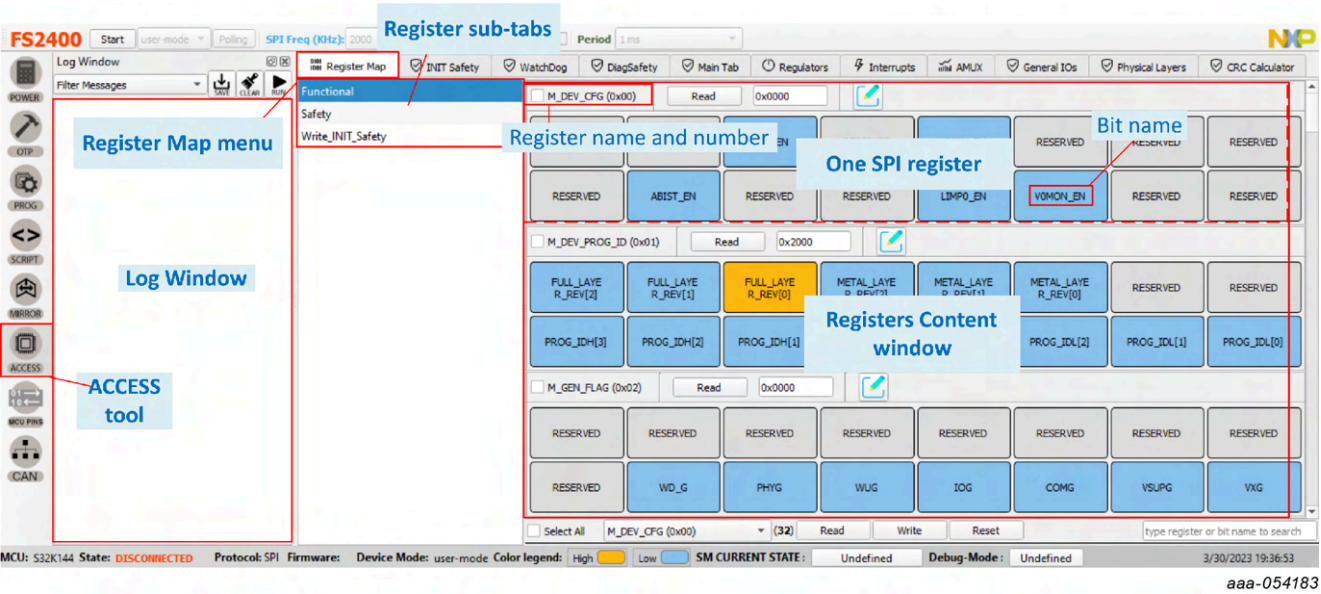 FS2400 Start user-mode Polling SPI Freq (KHz): 2000 Register sub-tabs Period 1 ms NXP
Log Window
Register Map INIT Safety WatchDog DiagSafety Main Tab Regulators Interrupts AMUX General IOs Physical Layers CRC Calculator
Filter Messages SAVE CLEAR RUN
Functional
Safety
Write_INIT_Safety
Register Map menu
POWER
OTP
PROG
SCRIPT
MIRROR
ACCESS
MCU PINS
CAN
Log Window
ACCESS
tool
M_DEV_CFG (0x00) Read 0x0000
Register name and number
Bit name
One SPI register
EN RESERVED RESERVED RESERVED
RESERVED ABIST_EN RESERVED RESERVED LIMP0_EN V0MON_EN RESERVED RESERVED
M_DEV_PROG_ID (0x01) Read 0x2000
FULL_LAYE
R_REV[2]
FULL_LAYE
R_REV[1]
FULL_LAYE
R_REV[0]
METAL_LAYE
R_REV[2]
METAL_LAYE
R_REV[1]
METAL_LAYE
R_REV[0]
RESERVED RESERVED
Registers Content
window
PROG_IDH[3] PROG_IDH[2] PROG_IDH[1] PROG_IDL[2] PROG_IDL[1] PROG_IDL[0]
M_GEN_FLAG (0x02) Read 0x0000
RESERVED RESERVED RESERVED RESERVED RESERVED RESERVED RESERVED RESERVED
RESERVED WD_G PHYG WUG IOG COMG VSUPG VXG
Select All M_DEV_CFG (0x00) (32) Read Write Reset type register or bit name to search
MCU: S32K144 State: DISCONNECTED Protocol: SPI Firmware: Device Mode: user-mode Color legend: High Low SM CURRENT STATE : Undefined Debug-Mode : Undefined 3/30/2023 19:36:53
aaa-054183